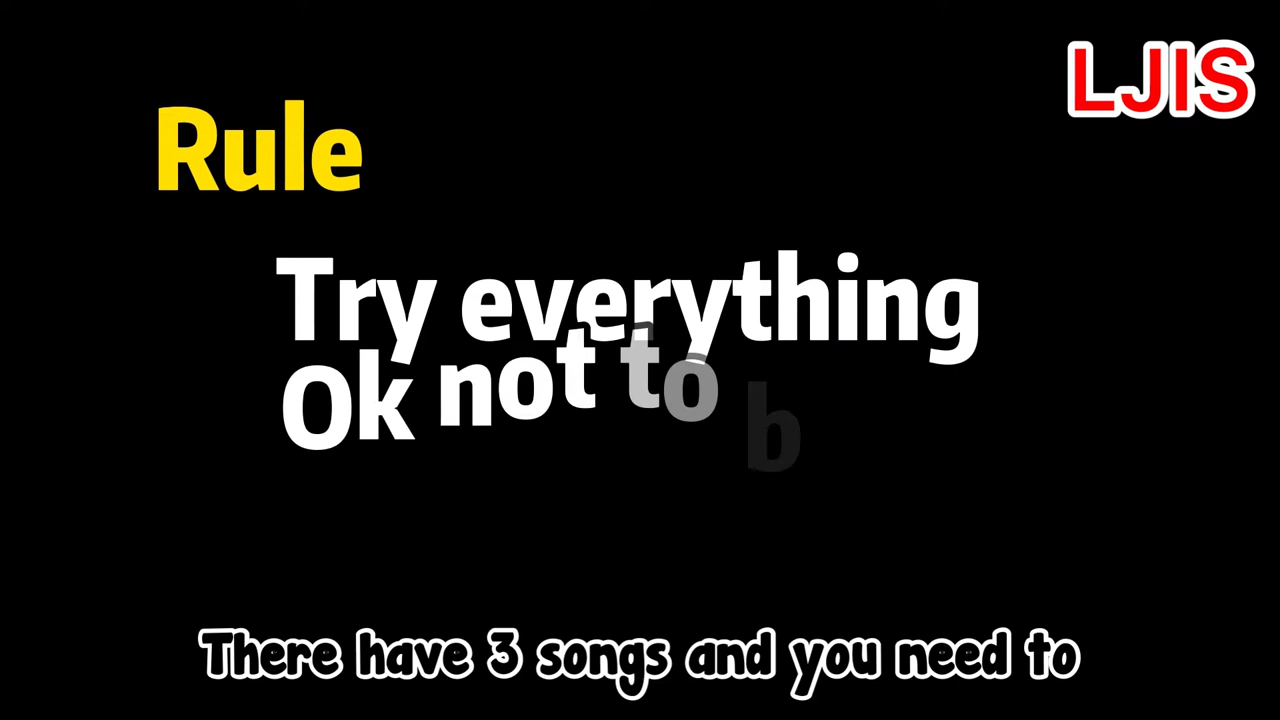 LJIS
Rule
Try everything
Ok not to b
There have 3 songs and you need to